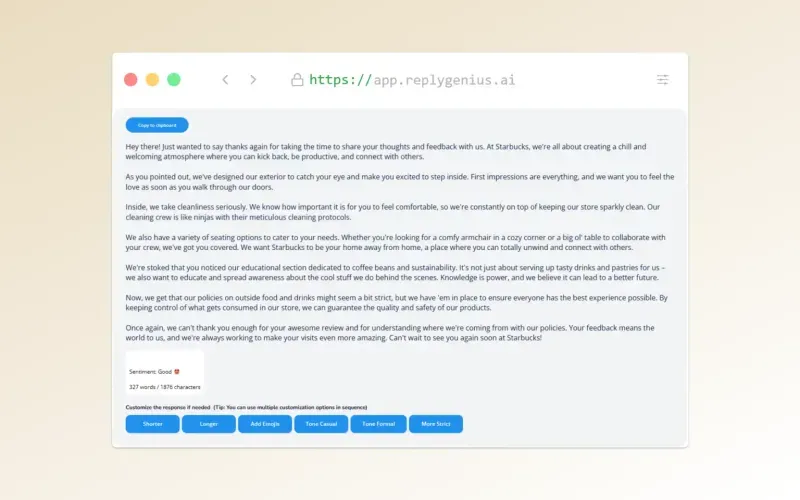 https://app.replygenius.ai
Copy to clipboard
Hey there! Just wanted to say thanks again for taking the time to share your thoughts and feedback with us. At Starbucks, we're all about creating a chill and
welcoming atmosphere where you can kick back, be productive, and connect with others.
As you pointed out, we've designed our exterior to catch your eye and make you excited to step inside. First impressions are everything, and we want you to feel the
love as soon as you walk through our doors.
Inside, we take cleanliness seriously. We know how important it is for you to feel comfortable, so we're constantly on top of keeping our store sparkly clean. Our
cleaning crew is like ninjas with their meticulous cleaning protocols.
We also have a variety of seating options to cater to your needs. Whether you're looking for a comfy armchair in a cozy corner or a big ol' table to collaborate with
your crew, we've got you covered. We want Starbucks to be your home away from home, a place where you can totally unwind and connect with others.
We're stoked that you noticed our educational section dedicated to coffee beans and sustainability. It's not just about serving up tasty drinks and pastries for us –
we also want to educate and spread awareness about the cool stuff we do behind the scenes. Knowledge is power, and we believe it can lead to a better future.
Now, we get that our policies on outside food and drinks might seem a bit strict, but we have 'em in place to ensure everyone has the best experience possible. By
keeping control of what gets consumed in our store, we can guarantee the quality and safety of our products.
Once again, we can't thank you enough for your awesome review and for understanding where we're coming from with our policies. Your feedback means the
world to us, and we're always working to make your visits even more amazing. Can't wait to see you again soon at Starbucks!
Sentiment: Good
327 words / 1876 characters
Customize the response if needed (Tip: You can use multiple customization options in sequence)
Shorter Longer Add Emojis Tone Casual Tone Formal More Strict